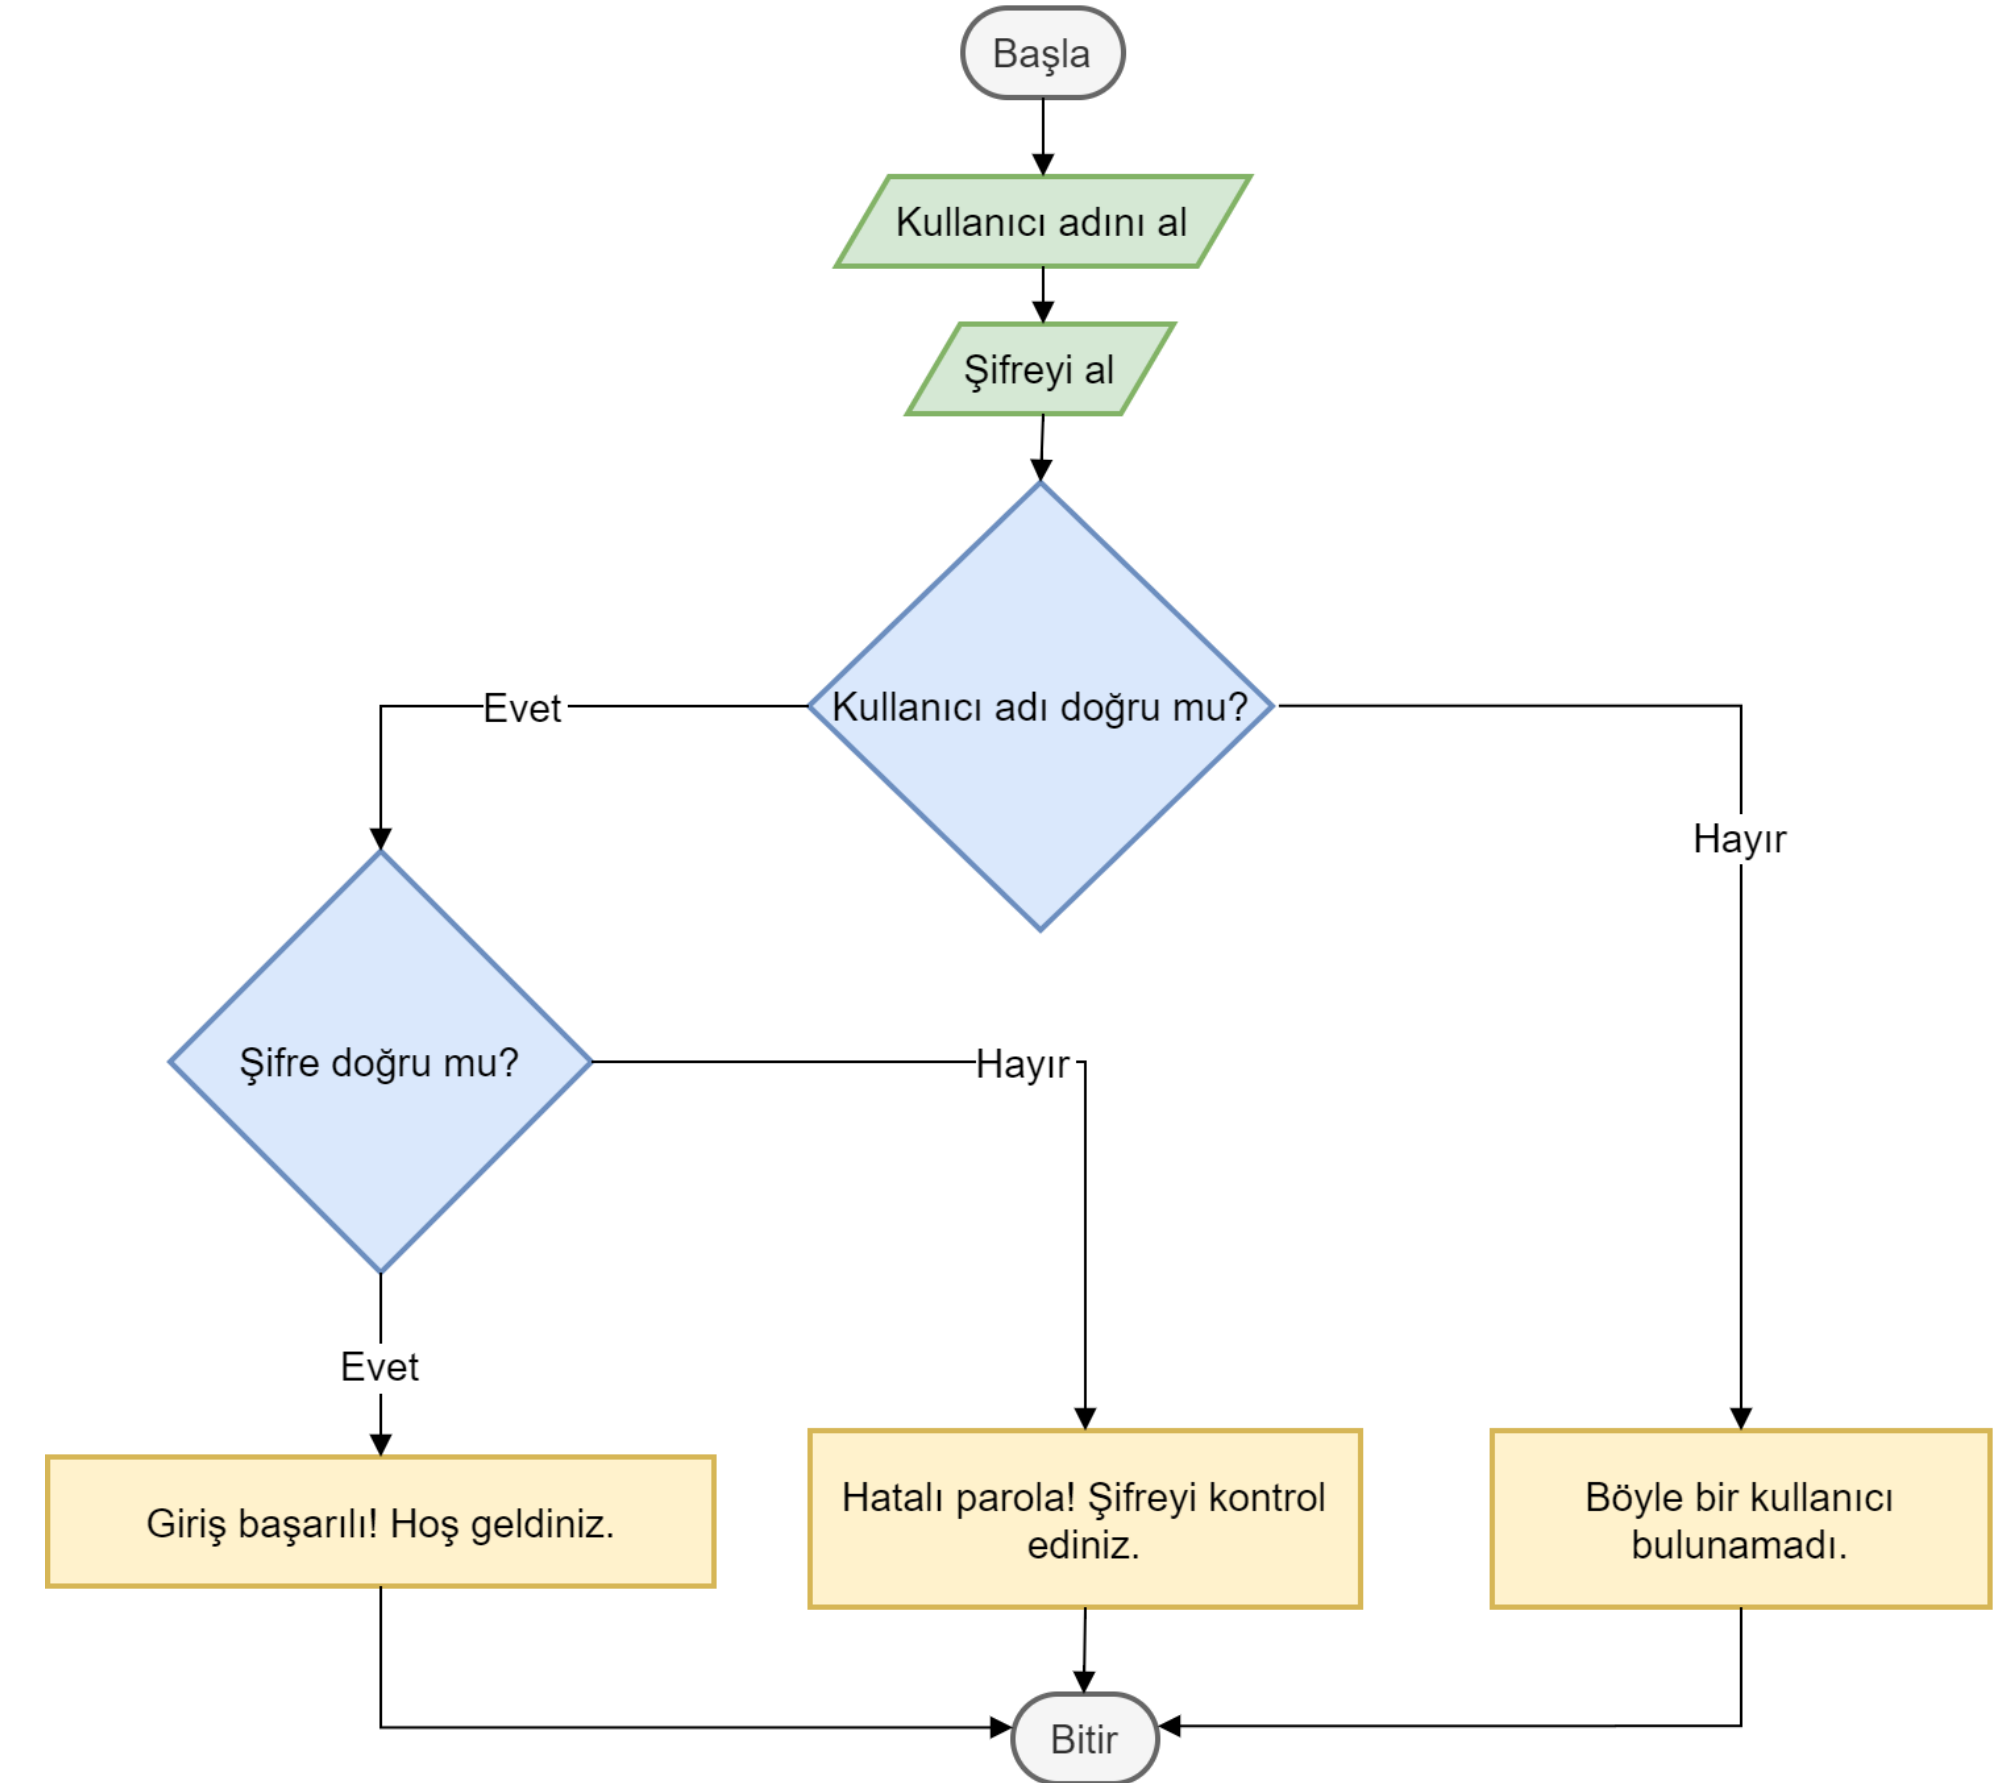 Başla
Kullanıcı adını al
Şifreyi al
Kullanıcı adı doğru mu?
Evet
Hayır
Şifre doğru mu?
Hayır
Evet
Giriş başarılı! Hoş geldiniz.
Hatalı parola! Şifreyi kontrol
ediniz.
Böyle bir kullanıcı
bulunamadı.
Bitir